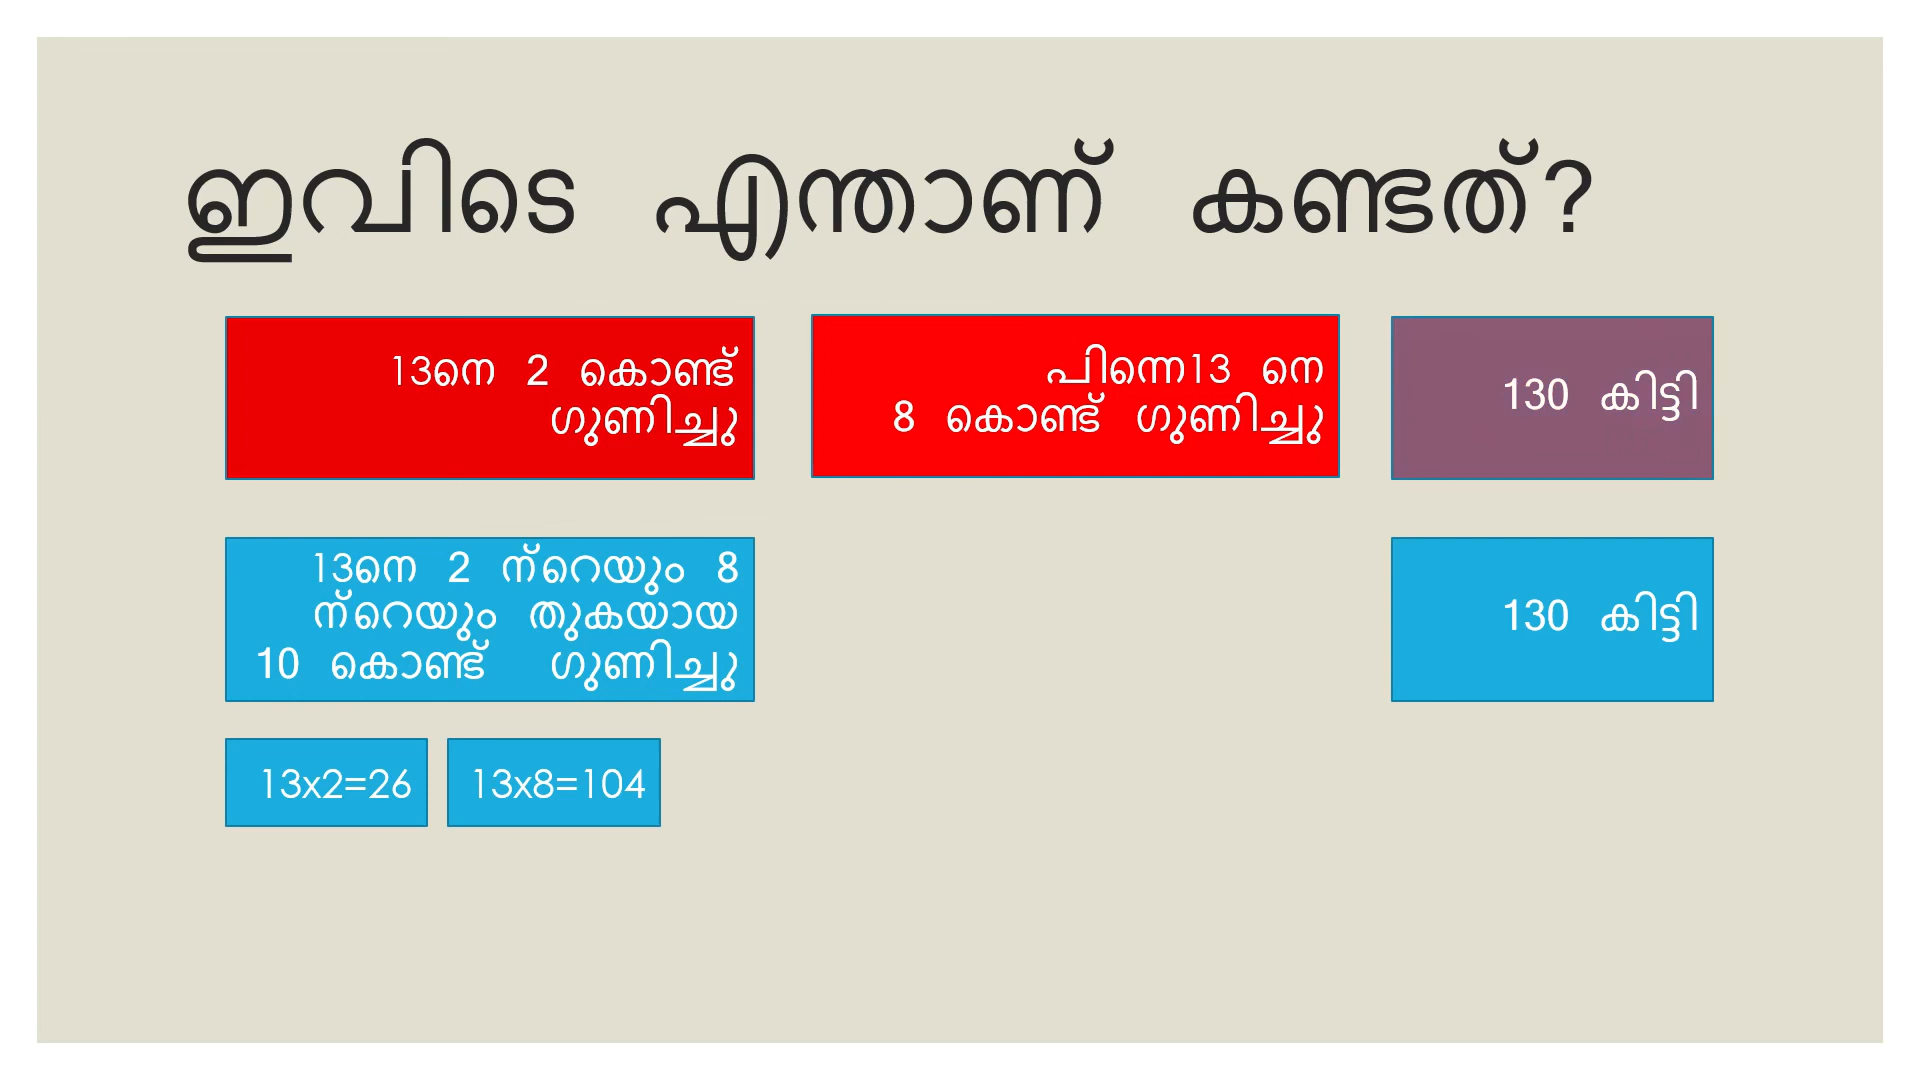 ഇവിടെ എന്താണ് കണ്ടത്?
13നെ 2 കൊണ്ട്
ഗുണിച്ചു
പിന്നെ13 നെ
8 കൊണ്ട് ഗുണിച്ചു
130 കിട്ടി
13നെ 2 ന്റെയും 8
ന്റെയും തുകയായ
10 കൊണ്ട് ഗുണിച്ചു
130 കിട്ടി
13x2=26
13x8=104